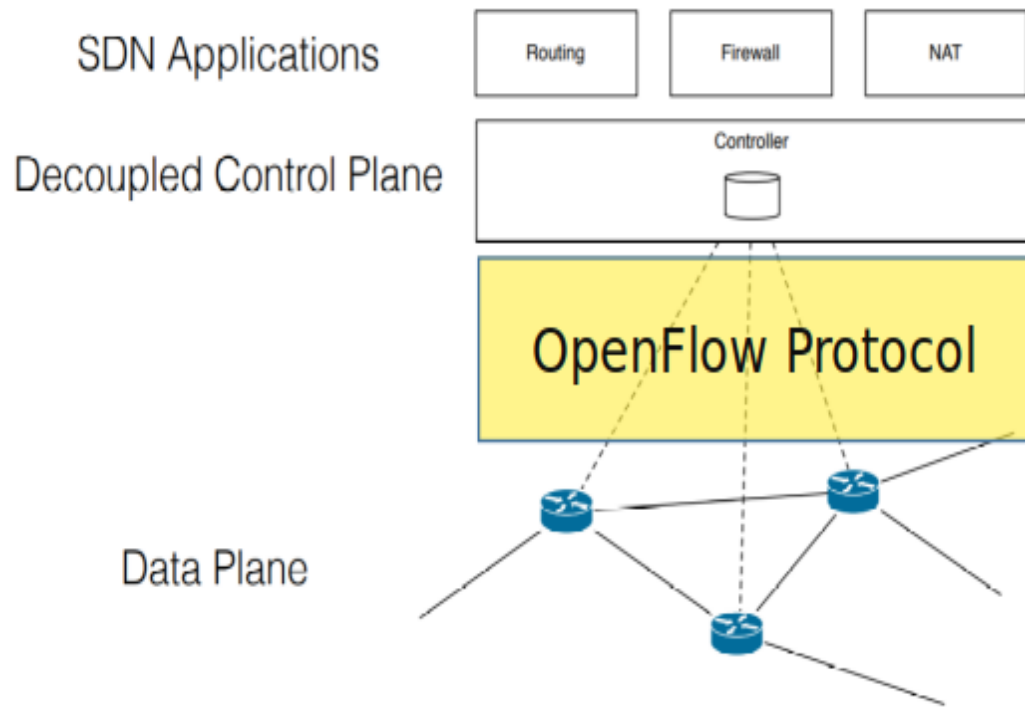 SDN Applications
Routing
Firewall
NAT
Decoupled Control Plane
Controller
OpenFlow Protocol
Data Plane